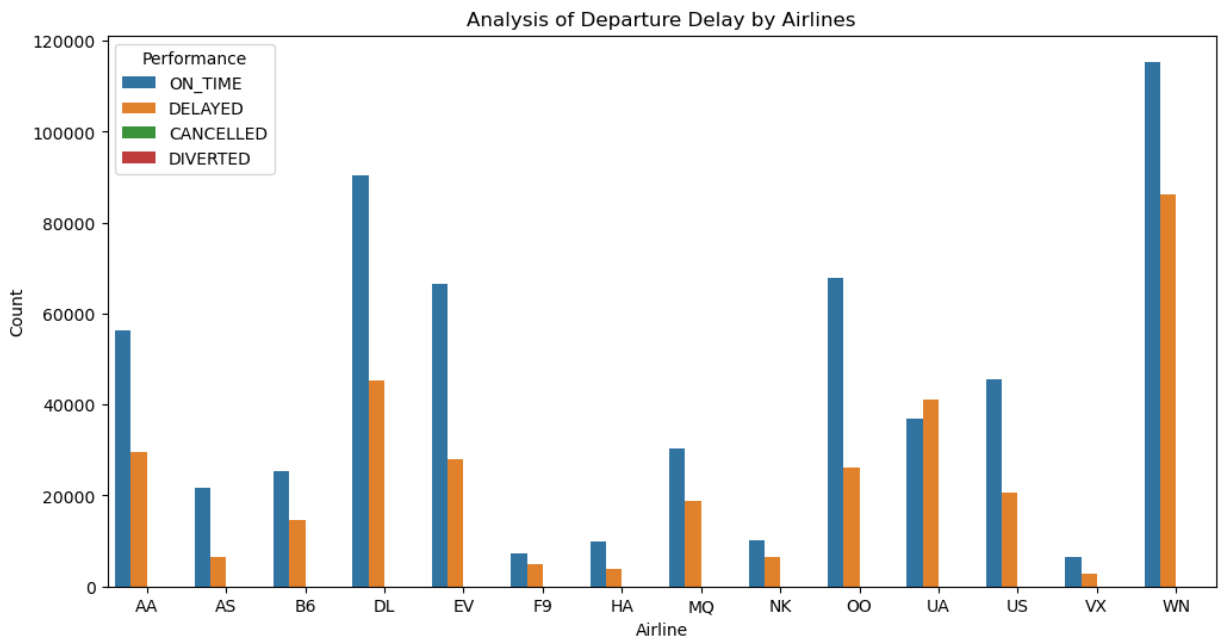 Analysis of Departure Delay by Airlines
120000
100000
80000
60000
40000
20000
0
Count
Performance
ON_TIME
DELAYED
CANCELLED
DIVERTED
AA AS B6 DL EV F9 HA MQ NK OO UA US VX WN
Airline